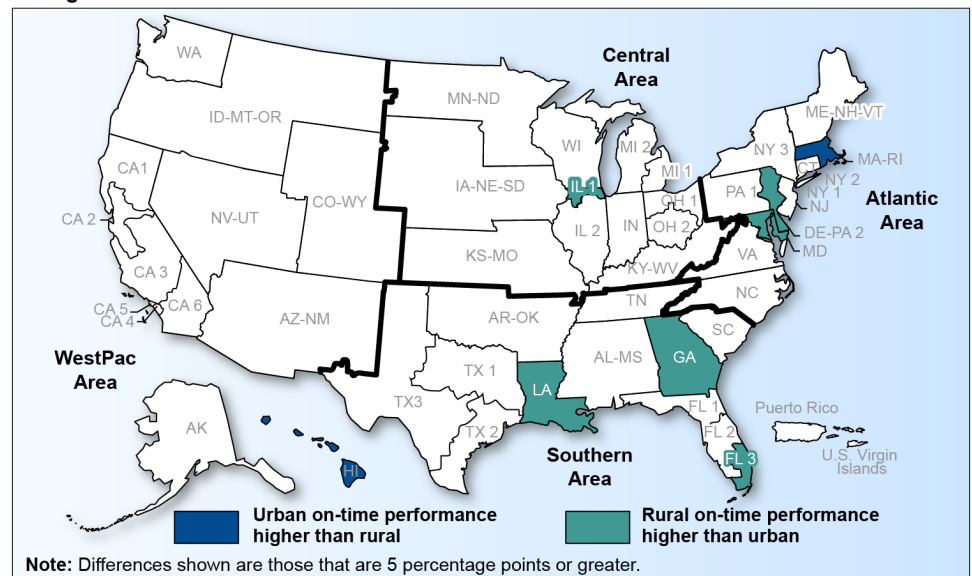 Central
Area
WA
MN-ND
ME-NH-VT
ID-MT-OR
WI
MI 2
NY 3
MA-RI
CT
MI 1
CA1
IL 1
IA-NE-SD
PA 1
NY 2
NY 1
NJ
Atlantic
Area
CO-WY
OH 1
CA 2
NV-UT
IL 2
IN
OH 2
DE-PA 2
MD
KS-MO
VA
CA 3
KY-WV
CA 5
CA 4
CA 6
TN
NC
AZ-NM
AR-OK
SC
WestPac
Area
AL-MS
GA
TX 1
LA
TX3
FL 1
Puerto Rico
AK
TX 2
FL 2
Southern
Area
FL 3
U.S. Virgin
Islands
HI
Urban on-time performance
higher than rural
Rural on-time performance
higher than urban
Note: Differences shown are those that are 5 percentage points or greater.